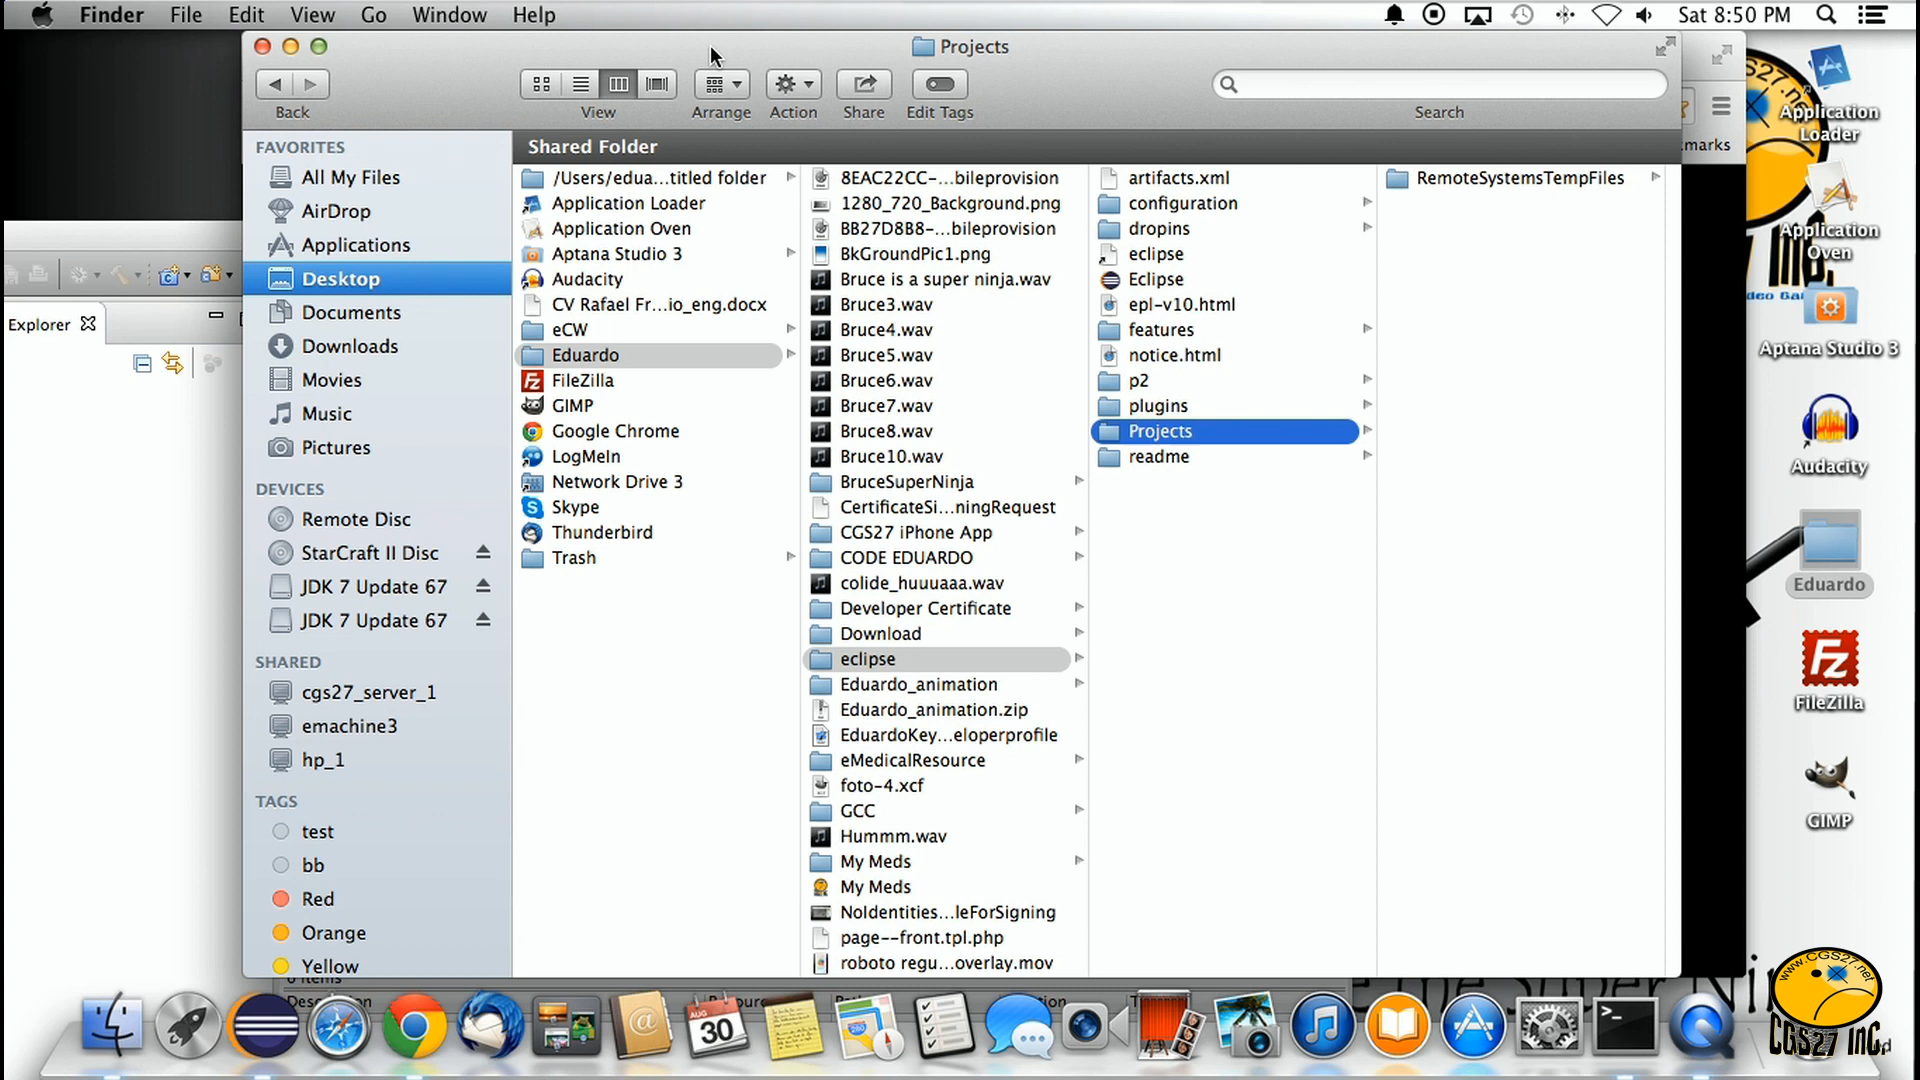 Finder File Edit View Go Window Help Sat 8:50 PM
Projects
Back View Arrange Action Share Edit Tags Search
Shared Folder
FAVORITES
All My Files
AirDrop
Applications
Desktop
Documents
Downloads
Movies
Music
Pictures
DEVICES
Remote Disc
StarCraft II Disc
JDK 7 Update 67
JDK 7 Update 67
SHARED
cgs27_server_1
emachine3
hp_1
TAGS
test
bb
Red
Orange
Yellow
/Users/edua...titled folder
Application Loader
Application Oven
Aptana Studio 3
Audacity
CV Rafael Fr...io_eng.docx
eCW
Eduardo
FileZilla
GIMP
Google Chrome
LogMeIn
Network Drive 3
Skype
Thunderbird
Trash
8EAC22CC-...bileprovision
1280_720_Background.png
BB27D8B8-...bileprovision
BkGroundPic1.png
Bruce is a super ninja.wav
Bruce3.wav
Bruce4.wav
Bruce5.wav
Bruce6.wav
Bruce7.wav
Bruce8.wav
Bruce10.wav
BruceSuperNinja
CertificateSi...ningRequest
CGS27 iPhone App
CODE EDUARDO
colide_huuuaaa.wav
Developer Certificate
Download
eclipse
Eduardo_animation
Eduardo_animation.zip
EduardoKey...eloperprofile
eMedicalResource
foto-4.xcf
GCC
Hummm.wav
My Meds
My Meds
NoIdentities...leForSigning
page--front.tpl.php
roboto regu...overlay.mov
artifacts.xml
configuration
dropins
eclipse
Eclipse
epl-v10.html
features
notice.html
p2
plugins
Projects
readme
RemoteSystemsTempFiles
Explorer
marks
Application
Loader
Application
Oven
Aptana Studio 3
Audacity
Eduardo
FileZilla
GIMP
AUG
30
www.CGS27.net
CGS27 INC.